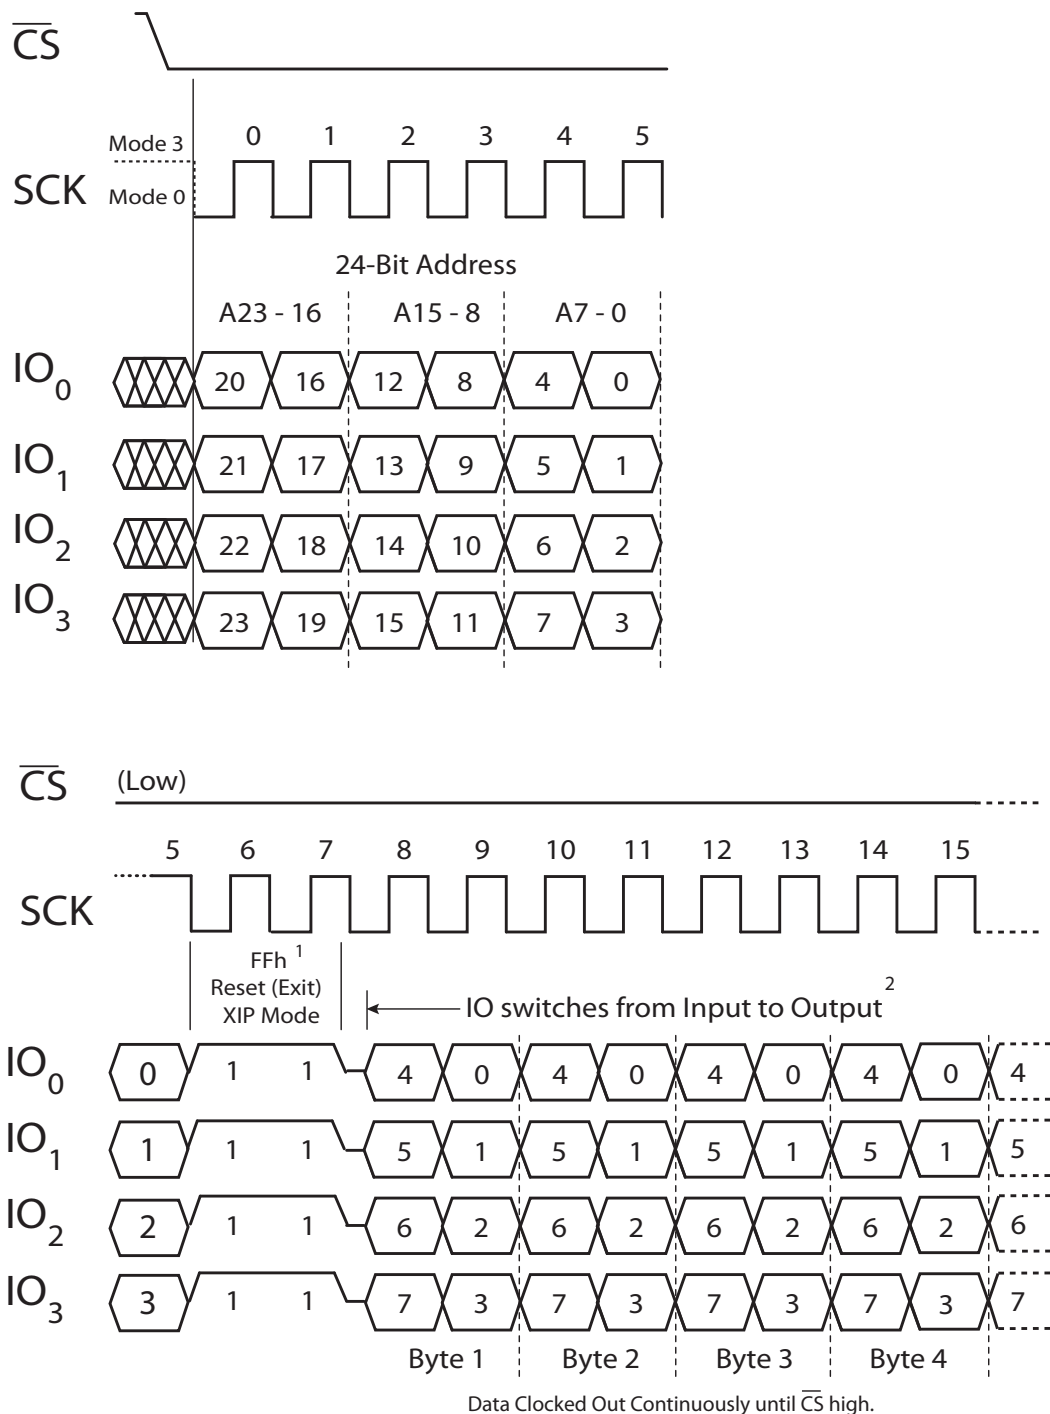 C̅S̅
Mode 3 0 1 2 3 4 5
SCK Mode 0
24-Bit Address
A23 - 16 A15 - 8 A7 - 0
IO0 20 16 12 8 4 0
IO1 21 17 13 9 5 1
IO2 22 18 14 10 6 2
IO3 23 19 15 11 7 3
C̅S̅ (Low)
5 6 7 8 9 10 11 12 13 14 15
SCK
FFh 1
Reset (Exit)
XIP Mode
IO switches from Input to Output 2
IO0 0 1 1 4 0 4 0 4 0 4 0 4
IO1 1 1 1 5 1 5 1 5 1 5 1 5
IO2 2 1 1 6 2 6 2 6 2 6 2 6
IO3 3 1 1 7 3 7 3 7 3 7 3 7
Byte 1 Byte 2 Byte 3 Byte 4
Data Clocked Out Continuously until C̅S̅ high.